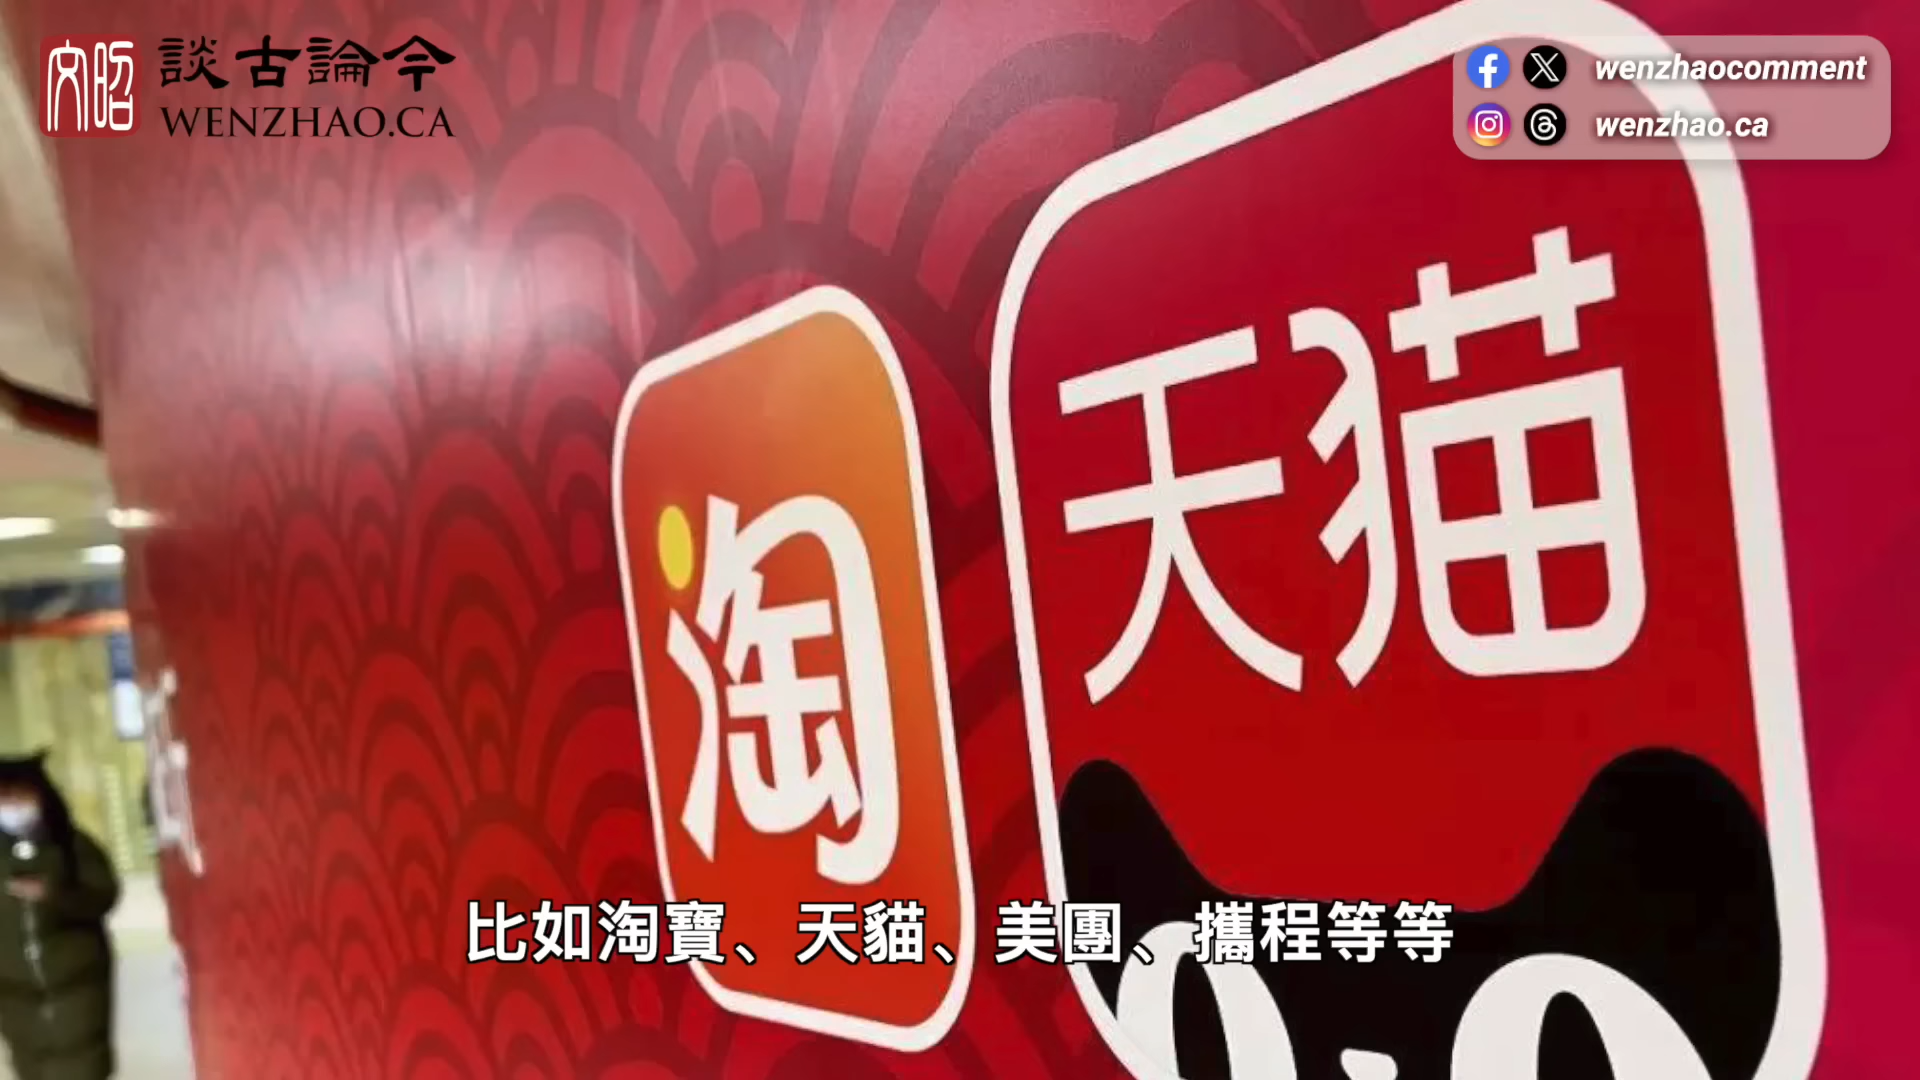 文昭
談古論今
WENZHAO.CA
wenzhaocomment
wenzhao.ca
淘
天猫
比如淘寶、天貓、美團、攜程等等